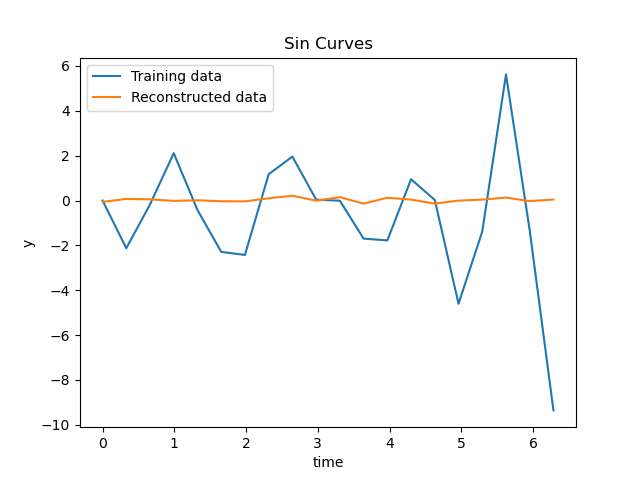 Sin Curves
Training data
Reconstructed data
6
4
2
0
−2
−4
−6
−8
−10
y
0 1 2 3 4 5 6
time